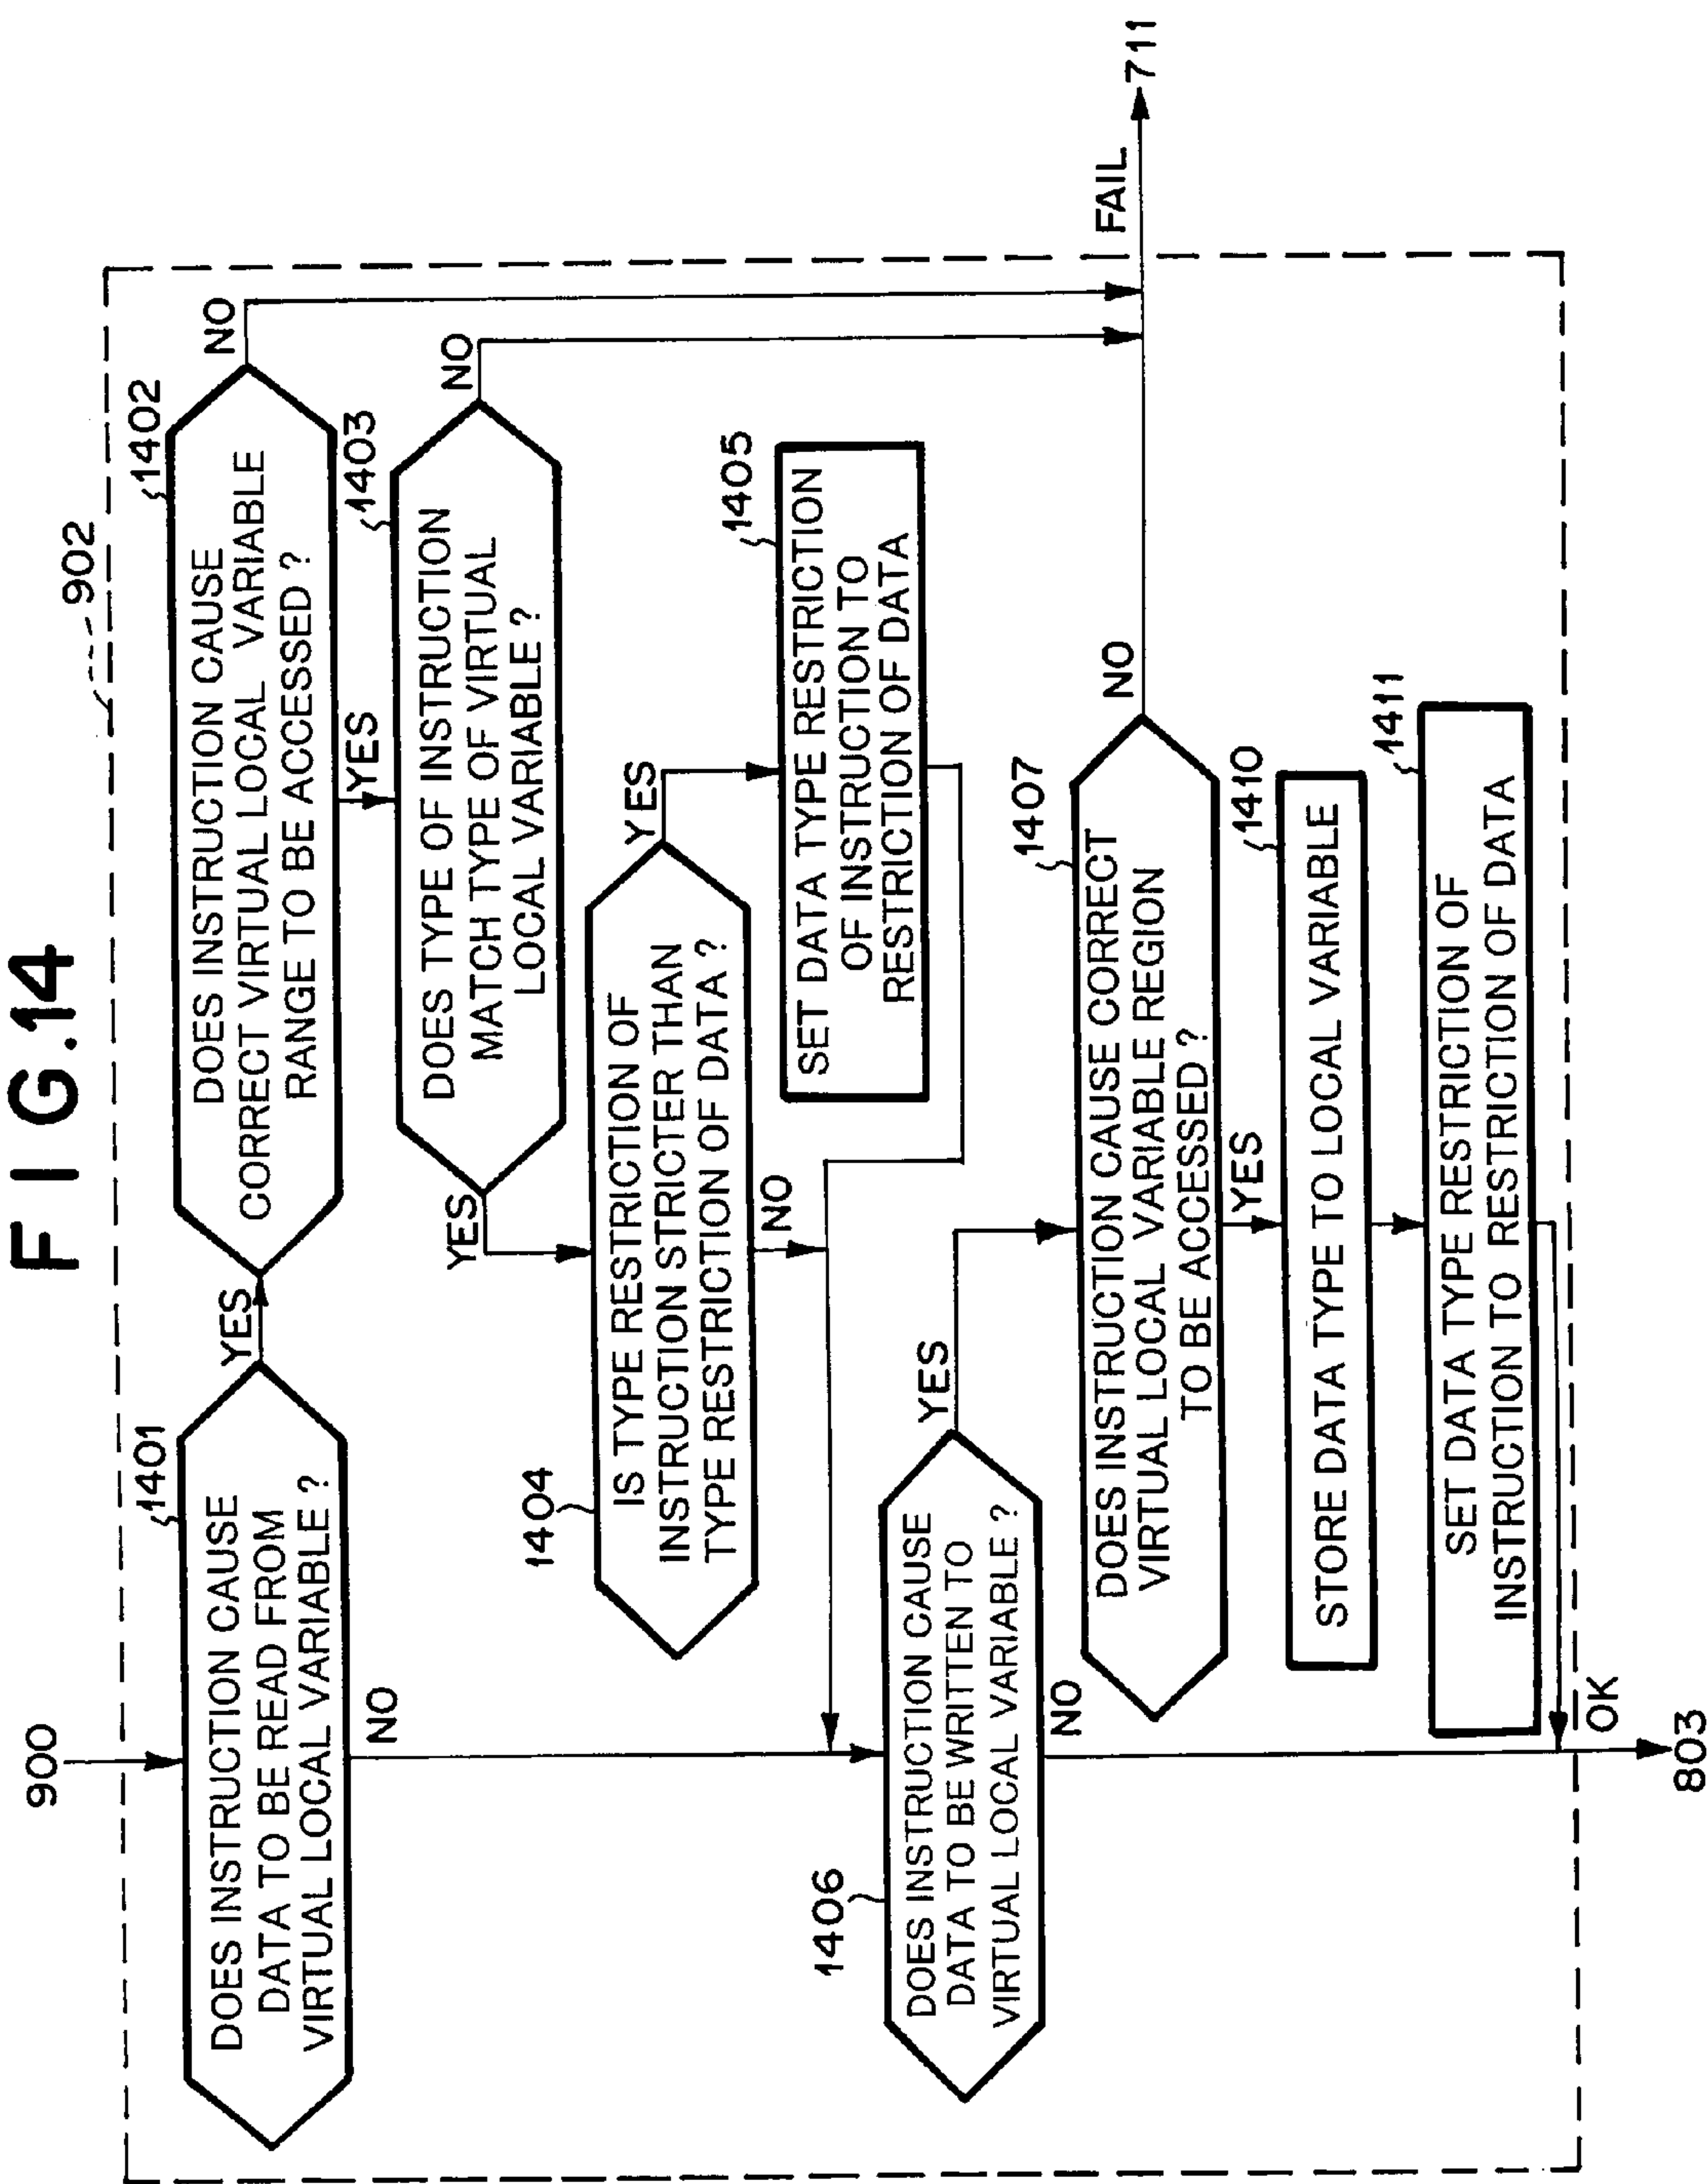 FIG.14
900
902
1401
DOES INSTRUCTION CAUSE
DATA TO BE READ FROM
VIRTUAL LOCAL VARIABLE ?
YES
NO
1402
DOES INSTRUCTION CAUSE
CORRECT VIRTUAL LOCAL VARIABLE
RANGE TO BE ACCESSED ?
NO
YES
1403
DOES TYPE OF INSTRUCTION
MATCH TYPE OF VIRTUAL
LOCAL VARIABLE ?
NO
YES
1404
IS TYPE RESTRICTION OF
INSTRUCTION STRICTER THAN
TYPE RESTRICTION OF DATA ?
YES
NO
1405
SET DATA TYPE RESTRICTION
OF INSTRUCTION TO
RESTRICTION OF DATA
1406
DOES INSTRUCTION CAUSE
DATA TO BE WRITTEN TO
VIRTUAL LOCAL VARIABLE ?
YES
NO
1407
DOES INSTRUCTION CAUSE CORRECT
VIRTUAL LOCAL VARIABLE REGION
TO BE ACCESSED ?
NO
FAIL
711
YES
1410
STORE DATA TYPE TO LOCAL VARIABLE
1411
SET DATA TYPE RESTRICTION OF
INSTRUCTION TO RESTRICTION OF DATA
OK
803